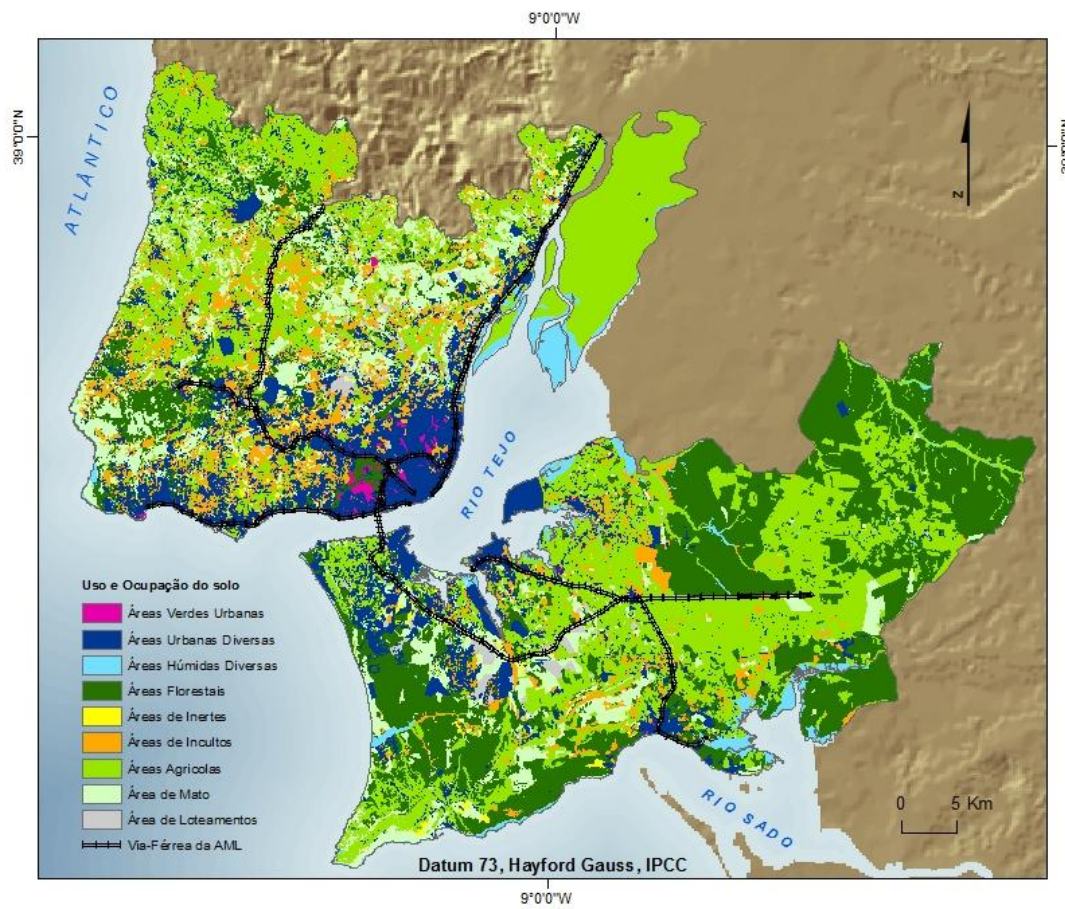 9°0'0"W
39°0'0"N
ATLÂNTICO
N
RIO TEJO
Uso e Ocupação do solo
Áreas Verdes Urbanas
Áreas Urbanas Diversas
Áreas Húmidas Diversas
Áreas Florestais
Áreas de Inertes
Áreas de Incultos
Áreas Agricolas
Área de Mato
Área de Loteamentos
Via-Férrea da AML
0 5 Km
RIO SADO
Datum 73, Hayford Gauss, IPCC
9°0'0"W